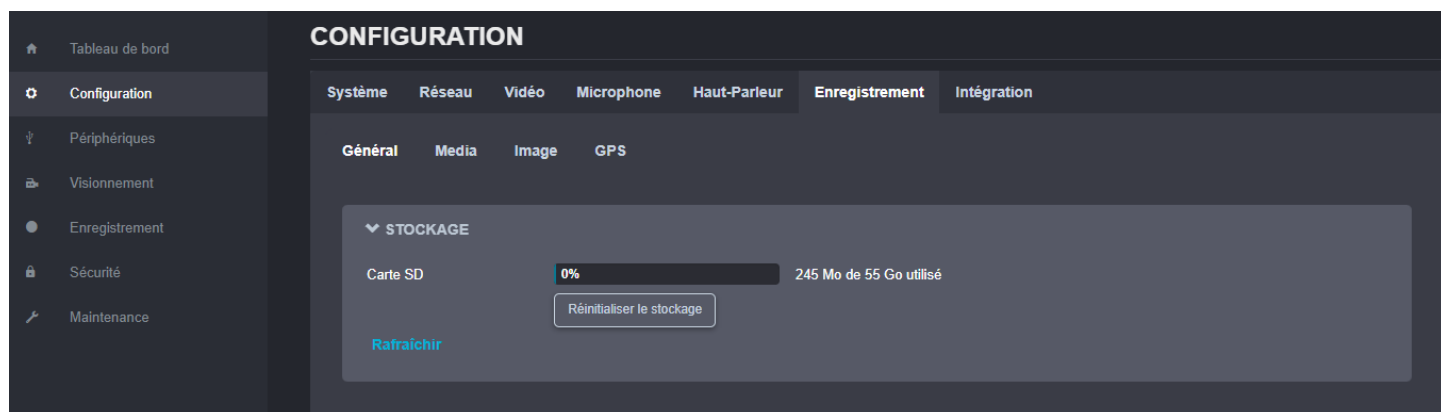 CONFIGURATION
Tableau de bord
Configuration
Périphériques
Visionnement
Enregistrement
Sécurité
Maintenance
Système Réseau Vidéo Microphone Haut-Parleur Enregistrement Intégration
Général Media Image GPS
STOCKAGE
Carte SD 0% 245 Mo de 55 Go utilisé
Réinitialiser le stockage
Rafraîchir